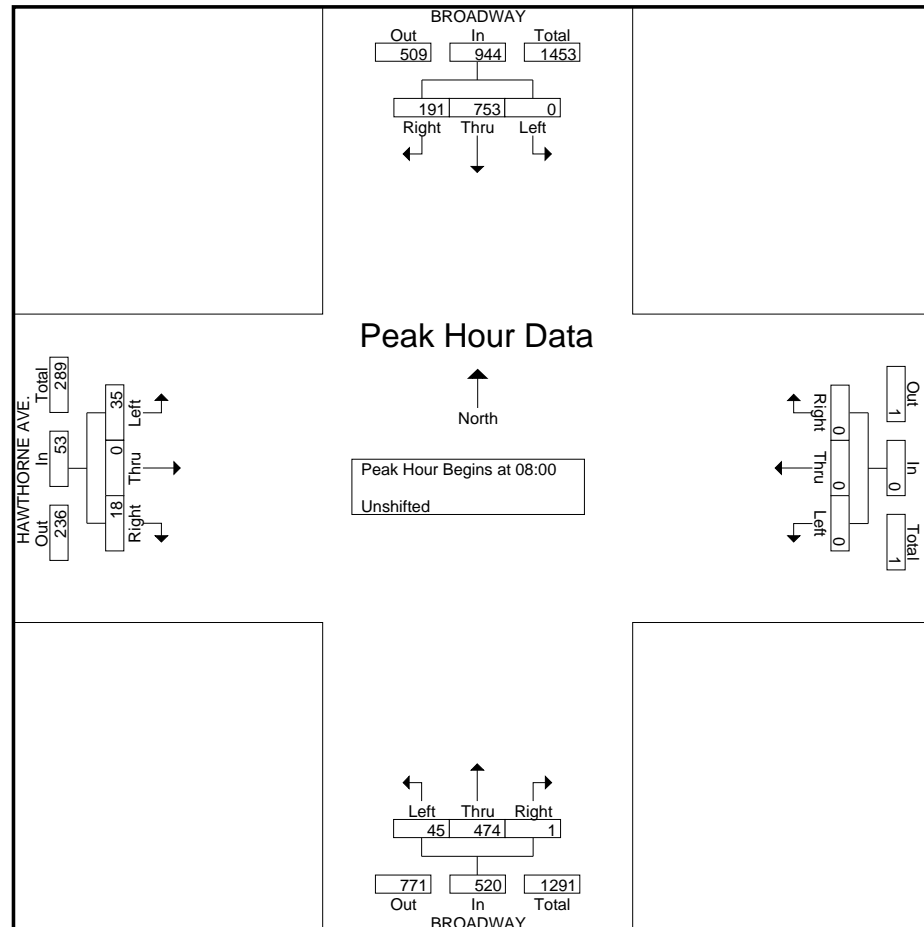 BROADWAY
Out In Total
509 944 1453
191 753 0
Right Thru Left
Peak Hour Data
North
Peak Hour Begins at 08:00
Unshifted
HAWTHORNE AVE.
Out In Total
236 53 289
35 0 18
Left Thru Right
Out In Total
1 0 1
Right Thru Left
0 0 0
Left Thru Right
45 474 1
771 520 1291
Out In Total
BROADWAY